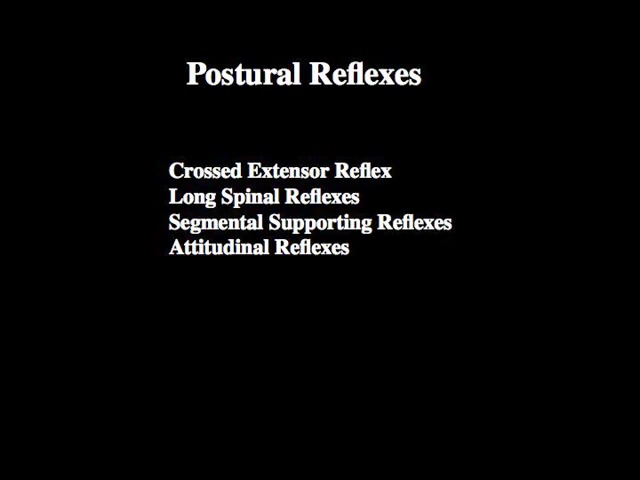 Postural Reflexes
Crossed Extensor Reflex
Long Spinal Reflexes
Segmental Supporting Reflexes
Attitudinal Reflexes